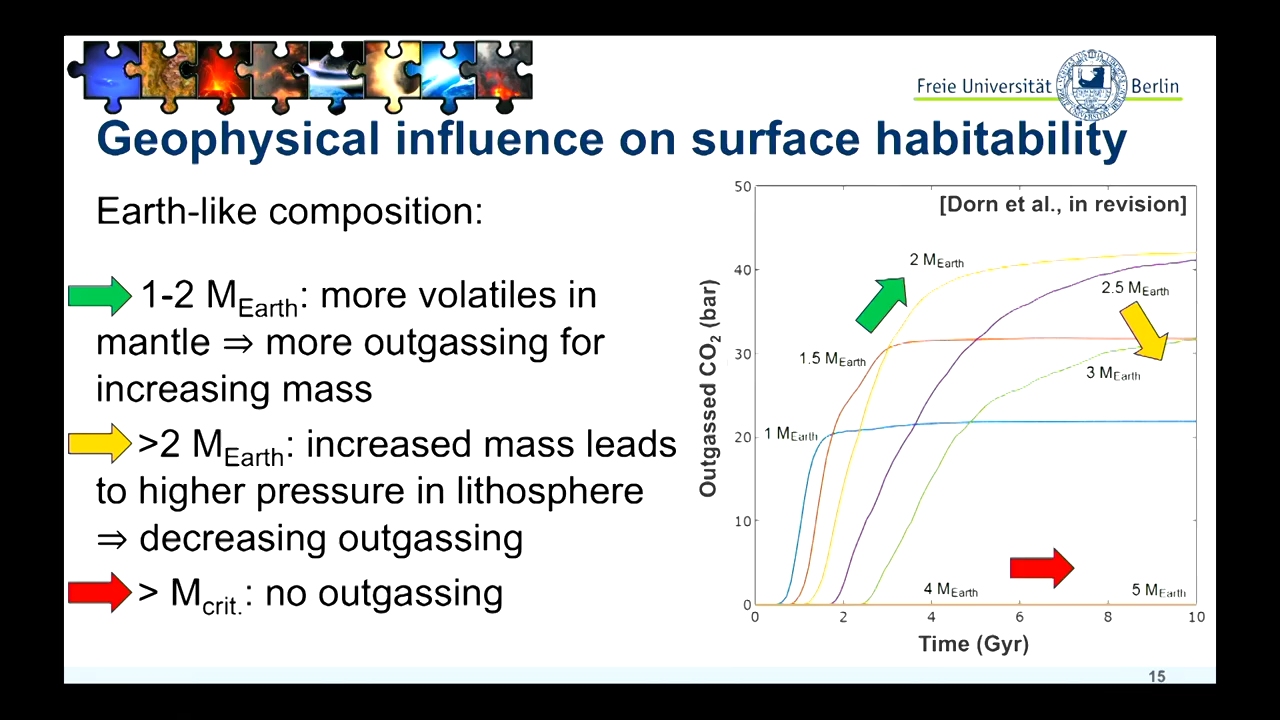 Freie Universität Berlin
Geophysical influence on surface habitability
Earth-like composition:
1-2 M_Earth: more volatiles in
mantle ⇒ more outgassing for
increasing mass
>2 M_Earth: increased mass leads
to higher pressure in lithosphere
⇒ decreasing outgassing
> M_crit.: no outgassing
[Dorn et al., in revision]
Outgassed CO₂ (bar)
50
40
30
20
10
0
2 M_Earth
2.5 M_Earth
1.5 M_Earth
3 M_Earth
1 M_Earth
4 M_Earth
5 M_Earth
0 2 4 6 8 10
Time (Gyr)
15